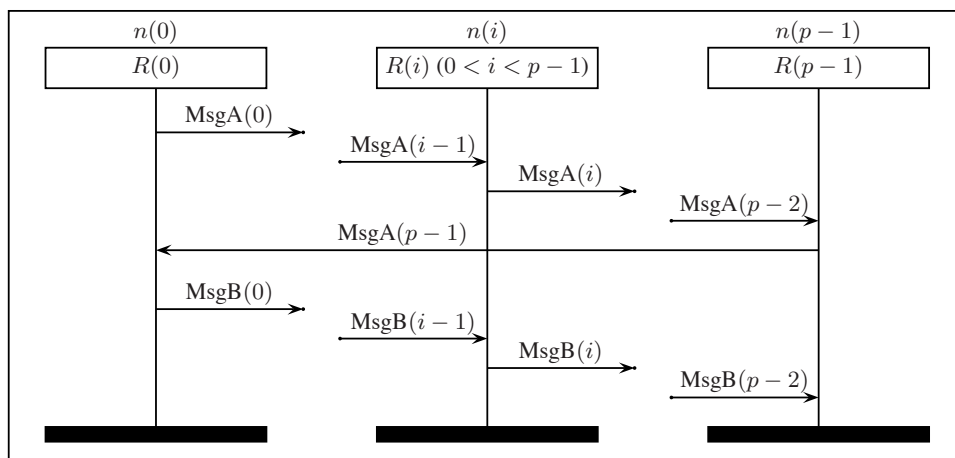 n(0) n(i) n(p − 1)
R(0) R(i) (0 < i < p − 1) R(p − 1)
MsgA(0)
MsgA(i − 1)
MsgA(i)
MsgA(p − 2)
MsgA(p − 1)
MsgB(0)
MsgB(i − 1)
MsgB(i)
MsgB(p − 2)